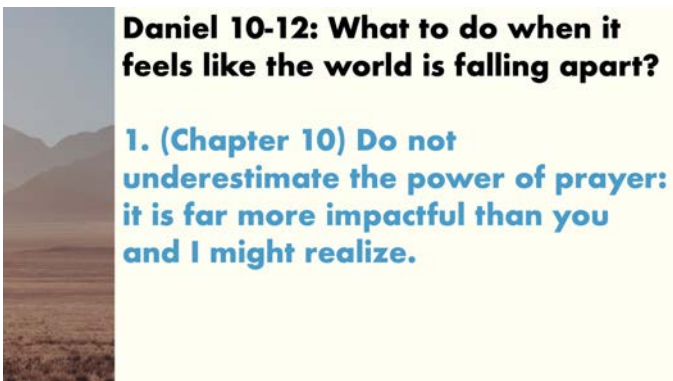 Daniel 10-12: What to do when it
feels like the world is falling apart?
1. (Chapter 10) Do not
underestimate the power of prayer:
it is far more impactful than you
and I might realize.